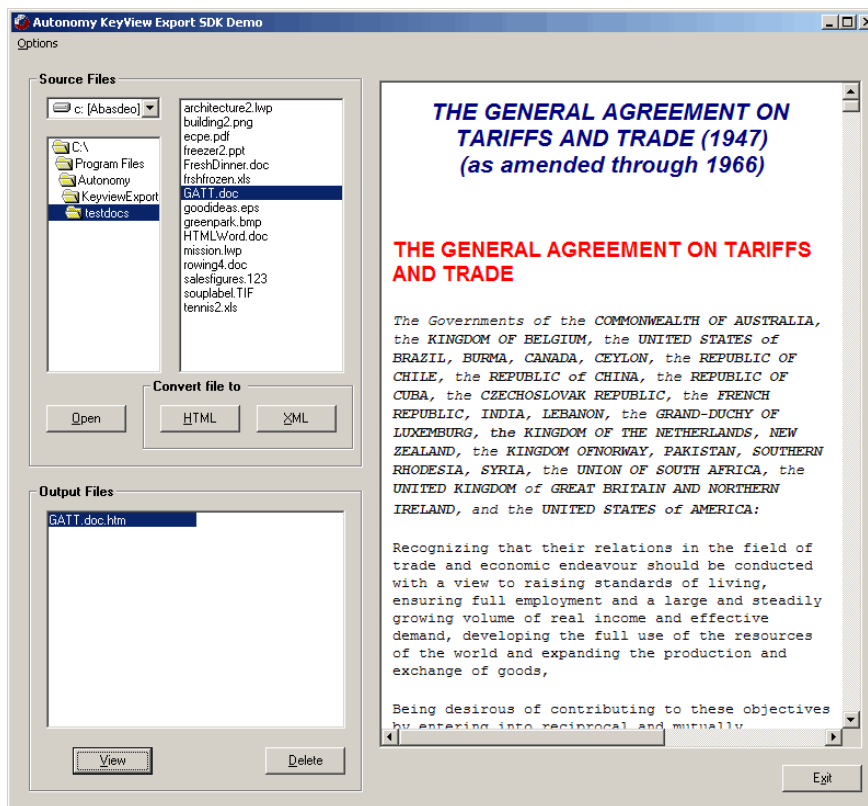 Autonomy KeyView Export SDK Demo
Options
Source Files
c: [Abasdeo]
C:\
Program Files
Autonomy
KeyviewExport
testdocs
architecture2.lwp
building2.png
ecpe.pdf
freezer2.ppt
FreshDinner.doc
frshfrozen.xls
GATT.doc
goodideas.eps
greenpark.bmp
HTMLWord.doc
mission.lwp
rowing4.doc
salesfigures.123
souplabel.TIF
tennis2.xls
Convert file to
Open
HTML
XML
Output Files
GATT.doc.htm
View
Delete
THE GENERAL AGREEMENT ON
TARIFFS AND TRADE (1947)
(as amended through 1966)
THE GENERAL AGREEMENT ON TARIFFS
AND TRADE
The Governments of the COMMONWEALTH OF AUSTRALIA,
the KINGDOM OF BELGIUM, the UNITED STATES of
BRAZIL, BURMA, CANADA, CEYLON, the REPUBLIC OF
CHILE, the REPUBLIC of CHINA, the REPUBLIC OF
CUBA, the CZECHOSLOVAK REPUBLIC, the FRENCH
REPUBLIC, INDIA, LEBANON, the GRAND-DUCHY OF
LUXEMBURG, the KINGDOM OF THE NETHERLANDS, NEW
ZEALAND, the KINGDOM OFNORWAY, PAKISTAN, SOUTHERN
RHODESIA, SYRIA, the UNION OF SOUTH AFRICA, the
UNITED KINGDOM of GREAT BRITAIN AND NORTHERN
IRELAND, and the UNITED STATES of AMERICA:
Recognizing that their relations in the field of
trade and economic endeavour should be conducted
with a view to raising standards of living,
ensuring full employment and a large and steadily
growing volume of real income and effective
demand, developing the full use of the resources
of the world and expanding the production and
exchange of goods,
Being desirous of contributing to these objectives
by entering into reciprocal and mutually
Exit